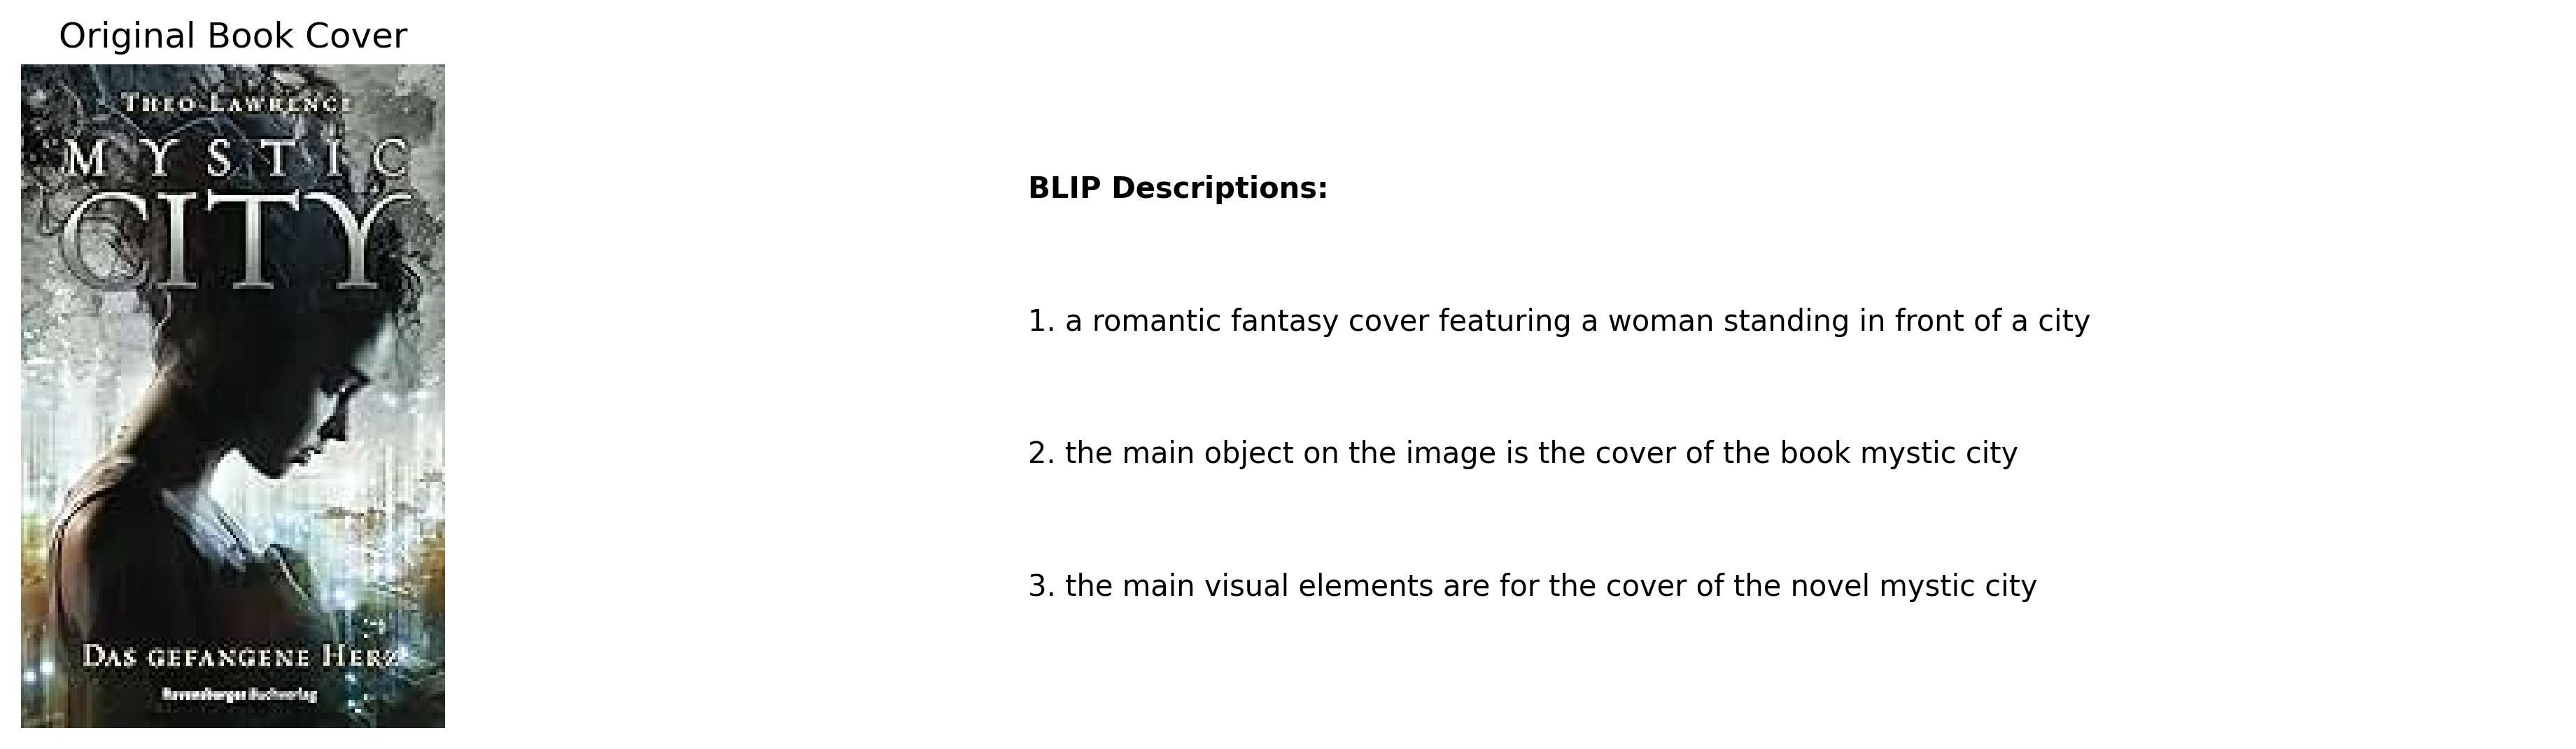 Original Book Cover
THEO LAWRENCE
MYSTIC
CITY
DAS GEFANGENE HERZ
Ravensburger Buchverlag
BLIP Descriptions:
1. a romantic fantasy cover featuring a woman standing in front of a city
2. the main object on the image is the cover of the book mystic city
3. the main visual elements are for the cover of the novel mystic city